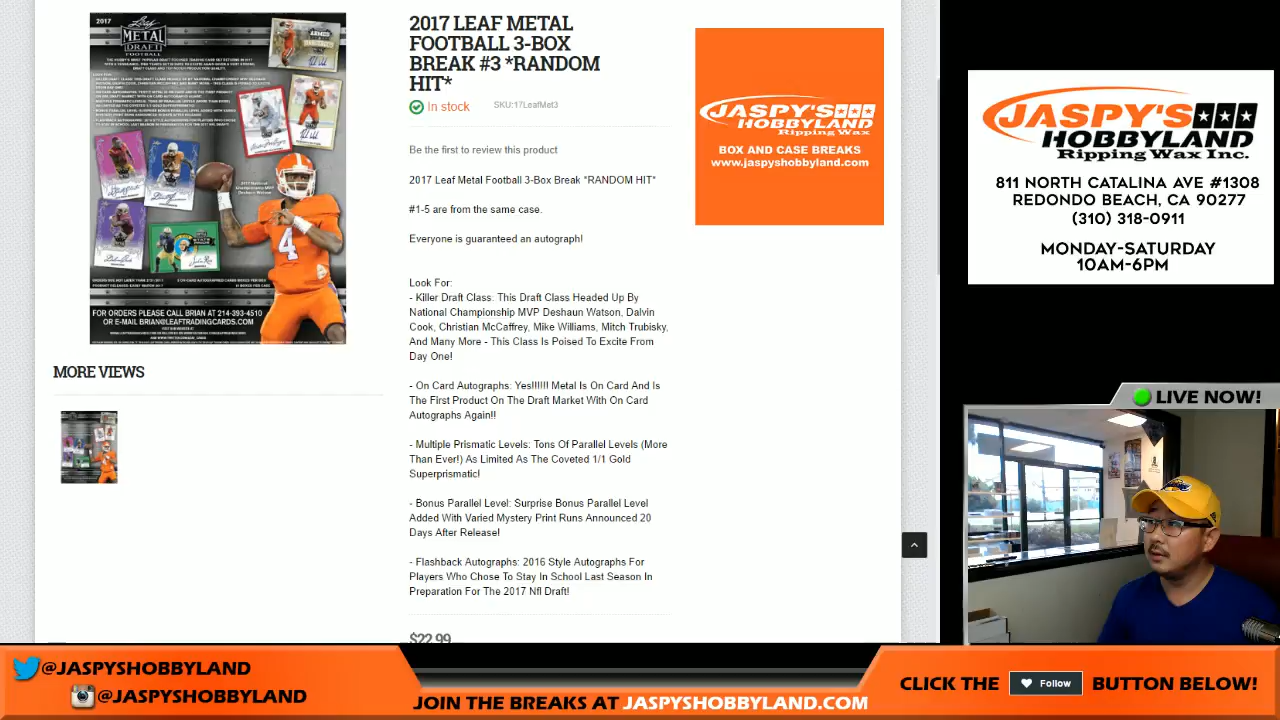 2017
Leaf
METAL
DRAFT
FOOTBALL
FOR ORDERS PLEASE CALL BRIAN AT 214-393-4510
OR E-MAIL BRIAN@LEAFTRADINGCARDS.COM
MORE VIEWS
2017 LEAF METAL
FOOTBALL 3-BOX
BREAK #3 *RANDOM
HIT*
In stock
SKU:17LeafMet3
Be the first to review this product
2017 Leaf Metal Football 3-Box Break *RANDOM HIT*
#1-5 are from the same case.
Everyone is guaranteed an autograph!
Look For:
- Killer Draft Class: This Draft Class Headed Up By
National Championship MVP Deshaun Watson, Dalvin
Cook, Christian McCaffrey, Mike Williams, Mitch Trubisky,
And Many More - This Class Is Poised To Excite From
Day One!
- On Card Autographs: Yes!!!!!! Metal Is On Card And Is
The First Product On The Draft Market With On Card
Autographs Again!!
- Multiple Prismatic Levels: Tons Of Parallel Levels (More
Than Ever!) As Limited As The Coveted 1/1 Gold
Superprismatic!
- Bonus Parallel Level: Surprise Bonus Parallel Level
Added With Varied Mystery Print Runs Announced 20
Days After Release!
- Flashback Autographs: 2016 Style Autographs For
Players Who Chose To Stay In School Last Season In
Preparation For The 2017 Nfl Draft!
$22.99
JASPY'S
HOBBYLAND
Ripping Wax
BOX AND CASE BREAKS
www.jaspyshobbyland.com
JASPY'S
HOBBYLAND
Ripping Wax Inc.
811 NORTH CATALINA AVE #1308
REDONDO BEACH, CA 90277
(310) 318-0911
MONDAY-SATURDAY
10AM-6PM
LIVE NOW!
@JASPYSHOBBYLAND
@JASPYSHOBBYLAND
JOIN THE BREAKS AT JASPYSHOBBYLAND.COM
CLICK THE Follow BUTTON BELOW!